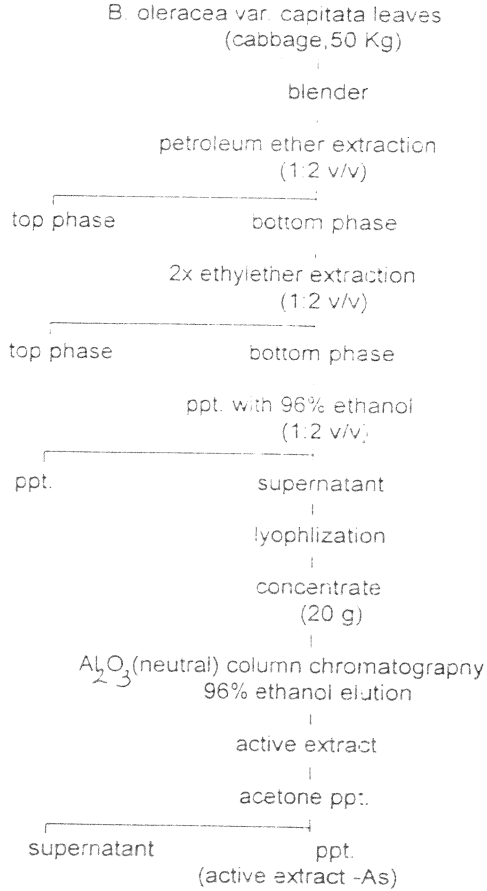 B. oleracea var. capitata leaves
(cabbage,50 Kg)
blender
petroleum ether extraction
(1:2 v/v)
top phase bottom phase
2x ethylether extraction
(1:2 v/v)
top phase bottom phase
ppt. with 96% ethanol
(1:2 v/v)
ppt. supernatant
lyophlization
concentrate
(20 g)
Al₂O₃(neutral) column chromatography
96% ethanol elution
active extract
acetone ppt.
supernatant ppt.
(active extract -As)